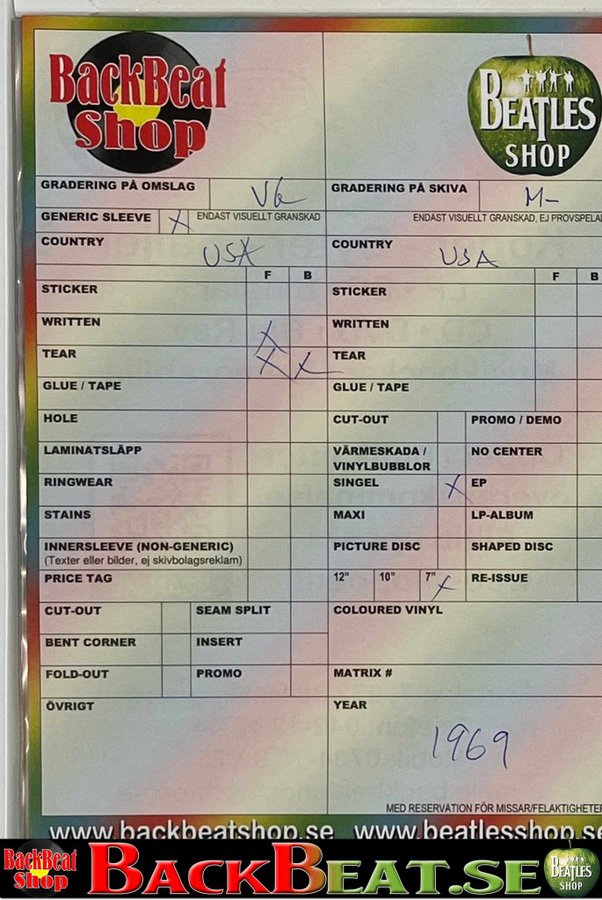 BackBeat
Shop
BEATLES
SHOP
GRADERING PÅ OMSLAG VG
GRADERING PÅ SKIVA M-
GENERIC SLEEVE X ENDAST VISUELLT GRANSKAD
ENDAST VISUELLT GRANSKAD, EJ PROVSPELA
COUNTRY USA
COUNTRY USA
F B
F B
STICKER
STICKER
WRITTEN X
WRITTEN
TEAR X X
TEAR
GLUE / TAPE
GLUE / TAPE
HOLE
CUT-OUT PROMO / DEMO
LAMINATSLÄPP
VÄRMESKADA /
VINYLBUBBLOR
NO CENTER
RINGWEAR
SINGEL X EP
STAINS
MAXI LP-ALBUM
INNERSLEEVE (NON-GENERIC)
(Texter eller bilder, ej skivbolagsreklam)
PICTURE DISC SHAPED DISC
PRICE TAG
12" 10" 7" X RE-ISSUE
CUT-OUT SEAM SPLIT
COLOURED VINYL
BENT CORNER INSERT
FOLD-OUT PROMO
MATRIX #
ÖVRIGT
YEAR
1969
MED RESERVATION FÖR MISSAR/FELAKTIGHETER
www.backbeatshop.se www.beatlesshop.se
BackBeat
Shop
BACKBEAT.SE
BEATLES
SHOP